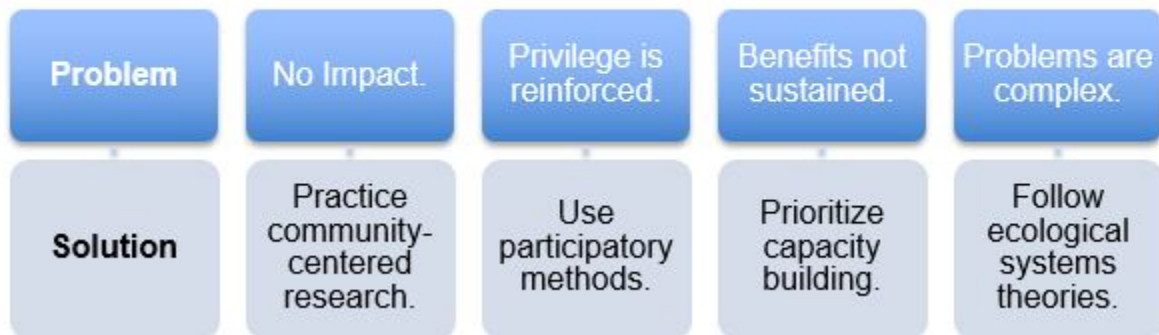 Problem
No Impact.
Privilege is
reinforced.
Benefits not
sustained.
Problems are
complex.
Solution
Practice
community-
centered
research.
Use
participatory
methods.
Prioritize
capacity
building.
Follow
ecological
systems
theories.